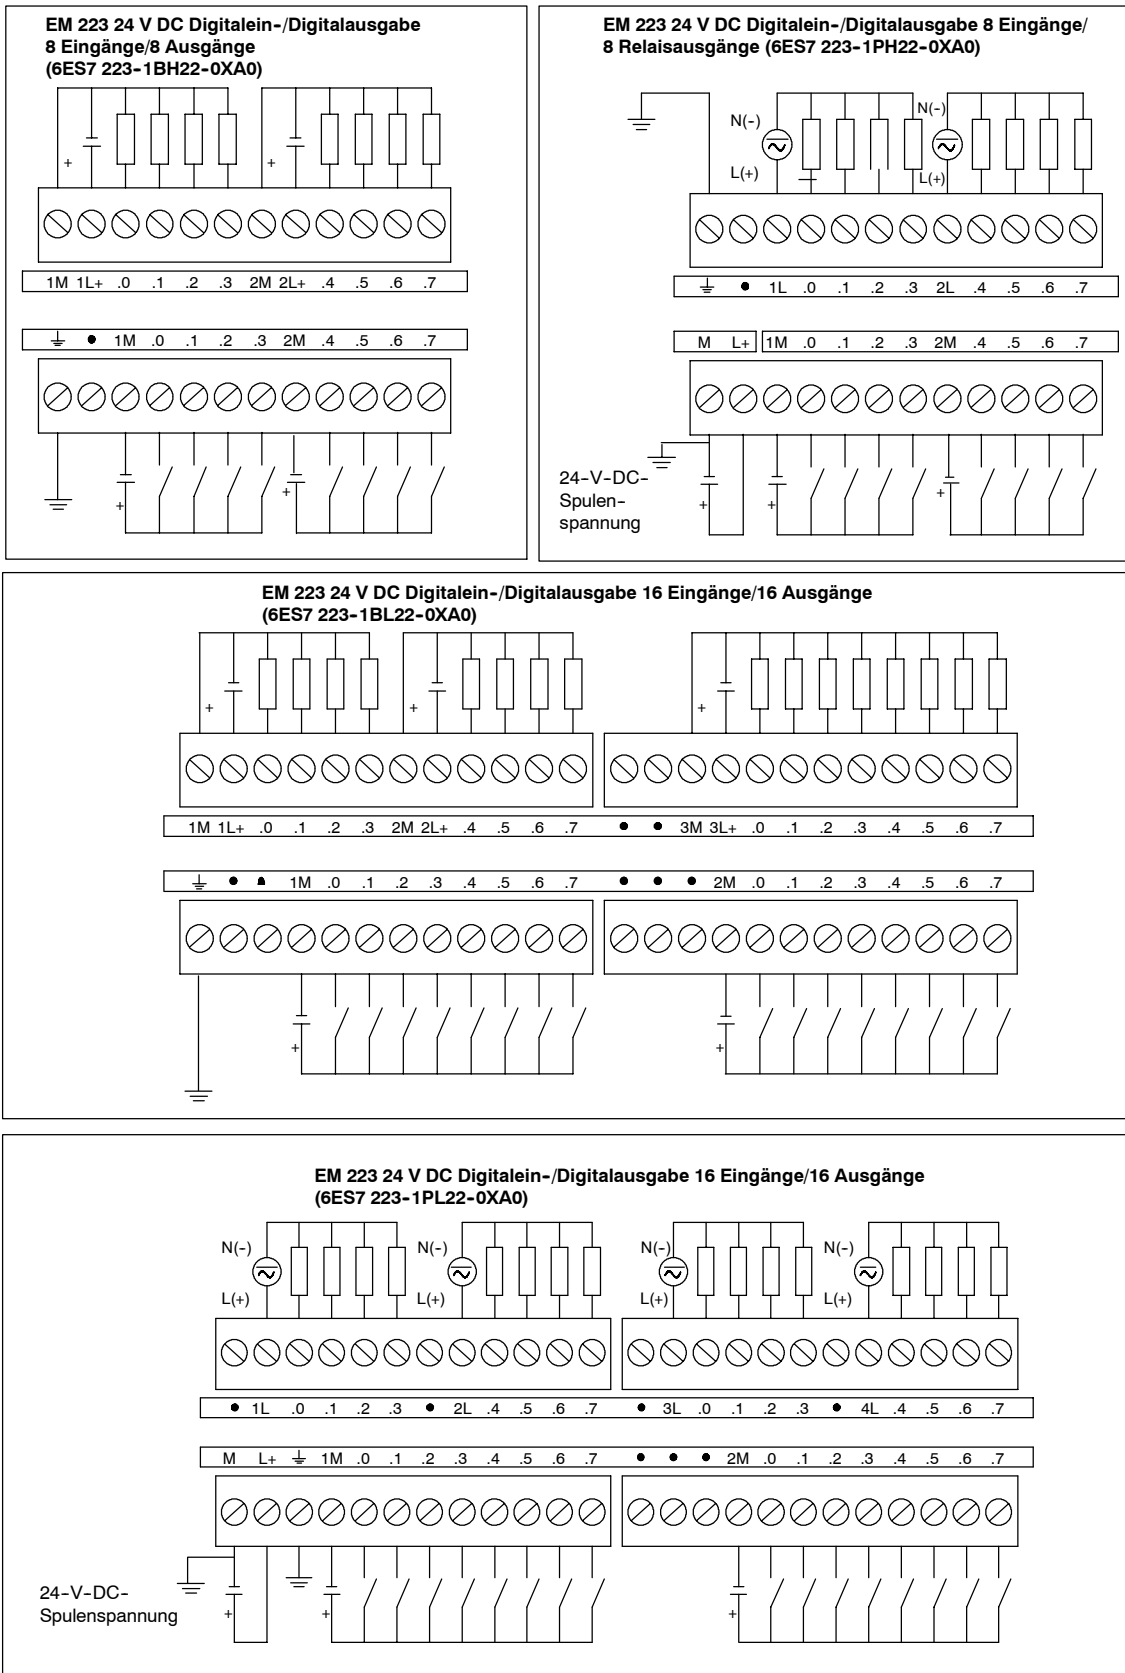 EM 223 24 V DC Digitalein-/Digitalausgabe
8 Eingänge/8 Ausgänge
(6ES7 223-1BH22-0XA0)
+
+
1M 1L+ .0 .1 .2 .3 2M 2L+ .4 .5 .6 .7
1M .0 .1 .2 .3 2M .4 .5 .6 .7
+
+
EM 223 24 V DC Digitalein-/Digitalausgabe 8 Eingänge/
8 Relaisausgänge (6ES7 223-1PH22-0XA0)
N(-)
N(-)
L(+)
L(+)
1L .0 .1 .2 .3 2L .4 .5 .6 .7
M L+ 1M .0 .1 .2 .3 2M .4 .5 .6 .7
24-V-DC-
Spulen-
spannung
+
+
+
EM 223 24 V DC Digitalein-/Digitalausgabe 16 Eingänge/16 Ausgänge
(6ES7 223-1BL22-0XA0)
+
+
+
1M 1L+ .0 .1 .2 .3 2M 2L+ .4 .5 .6 .7 3M 3L+ .0 .1 .2 .3 .4 .5 .6 .7
1M .0 .1 .2 .3 .4 .5 .6 .7 2M .0 .1 .2 .3 .4 .5 .6 .7
+
+
EM 223 24 V DC Digitalein-/Digitalausgabe 16 Eingänge/16 Ausgänge
(6ES7 223-1PL22-0XA0)
N(-) N(-) N(-) N(-)
L(+) L(+) L(+) L(+)
1L .0 .1 .2 .3 2L .4 .5 .6 .7 3L .0 .1 .2 .3 4L .4 .5 .6 .7
M L+ 1M .0 .1 .2 .3 .4 .5 .6 .7 2M .0 .1 .2 .3 .4 .5 .6 .7
24-V-DC-
Spulenspannung
+
+
+